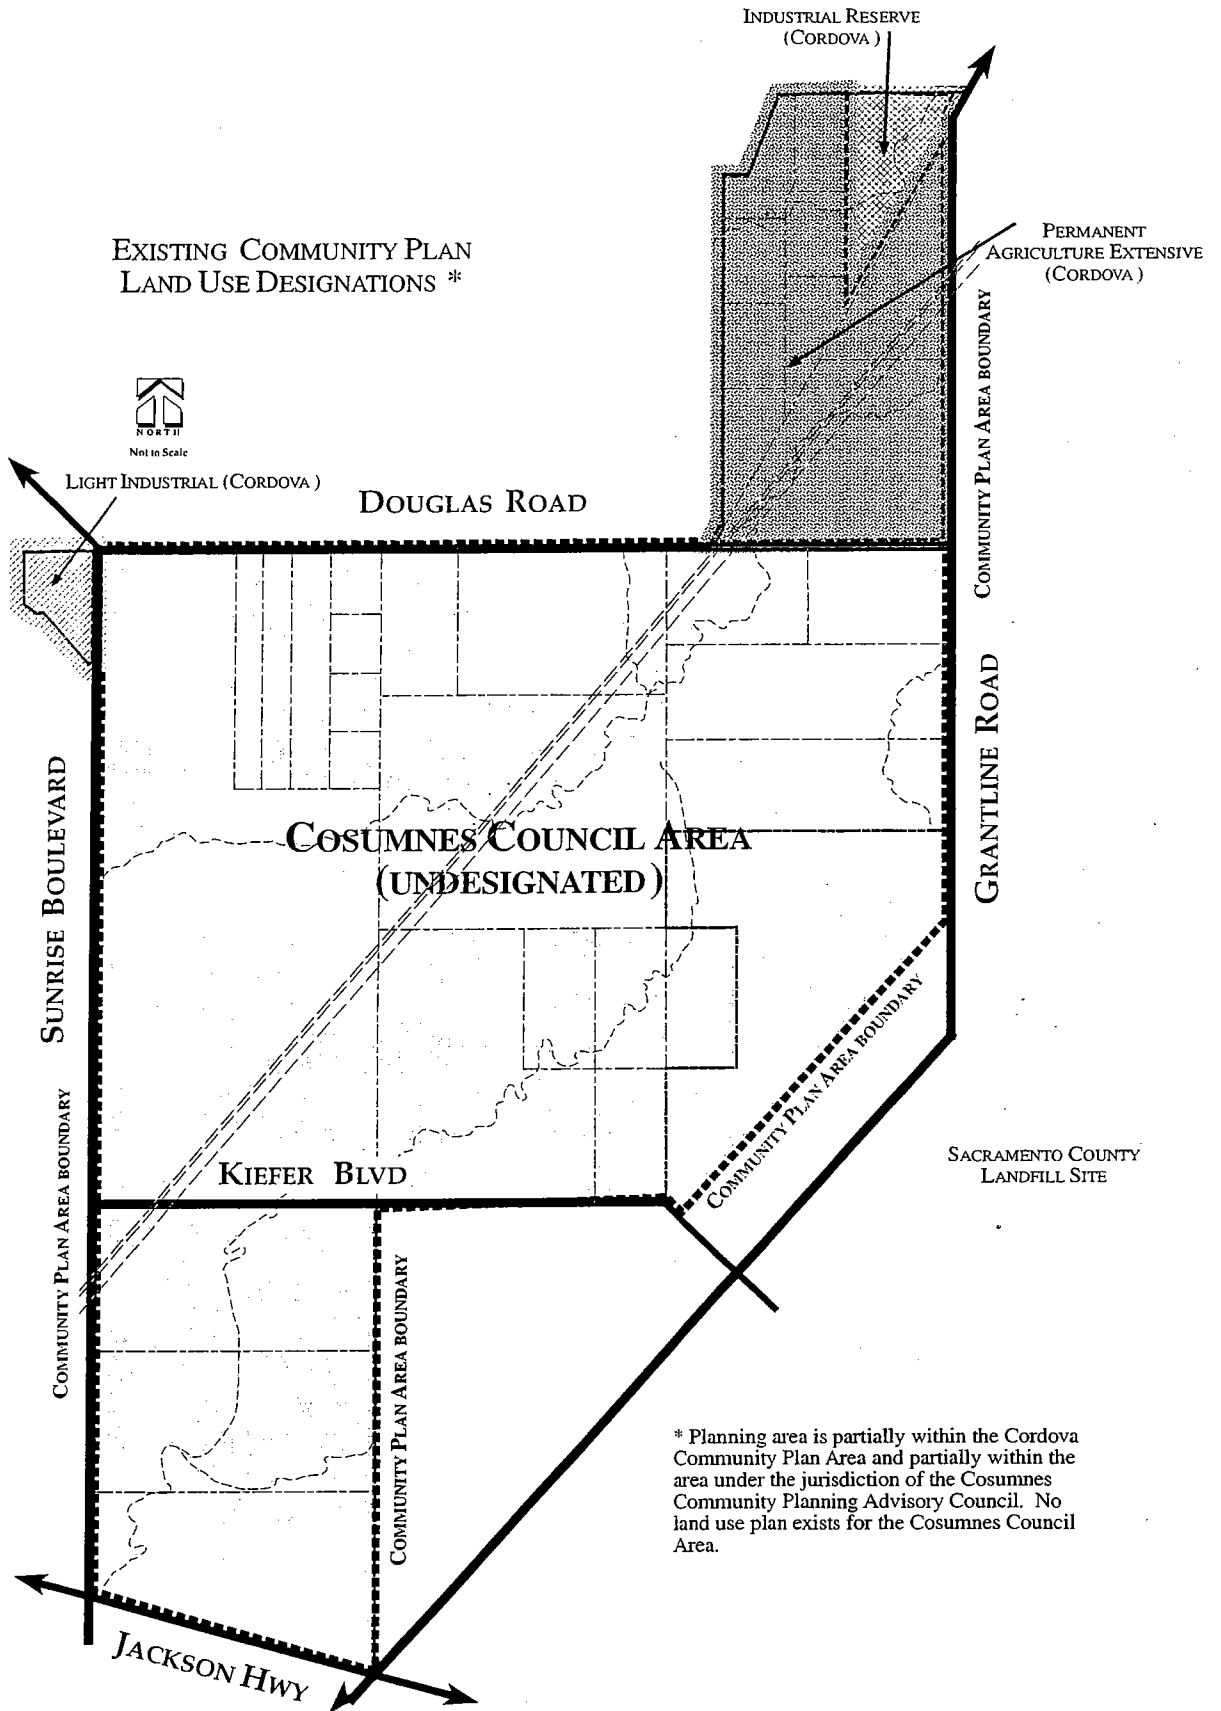 INDUSTRIAL RESERVE
(CORDOVA )
EXISTING COMMUNITY PLAN
LAND USE DESIGNATIONS *
PERMANENT
AGRICULTURE EXTENSIVE
(CORDOVA )
NORTH
Not to Scale
LIGHT INDUSTRIAL (CORDOVA )
DOUGLAS ROAD
COMMUNITY PLAN AREA BOUNDARY
GRANTLINE ROAD
SUNRISE BOULEVARD
COSUMNES COUNCIL AREA
(UNDESIGNATED )
COMMUNITY PLAN AREA BOUNDARY
COMMUNITY PLAN AREA BOUNDARY
KIEFER BLVD
SACRAMENTO COUNTY
LANDFILL SITE
COMMUNITY PLAN AREA BOUNDARY
* Planning area is partially within the Cordova
Community Plan Area and partially within the
area under the jurisdiction of the Cosumnes
Community Planning Advisory Council. No
land use plan exists for the Cosumnes Council
Area.
JACKSON HWY